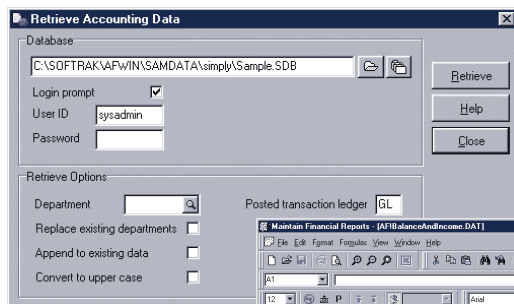 Retrieve Accounting Data
Database
C:\SOFTRAK\AFWIN\SAMDATA\simply\Sample.SDB
Retrieve
Login prompt
User ID sysadmin
Help
Password
Close
Retrieve Options
Department
Posted transaction ledger GL
Replace existing departments
Append to existing data
Convert to upper case
Maintain Financial Reports - [AFIBalanceAndIncome.DAT]
File Edit Format Formulas View Window Help
A1
12 P Arial